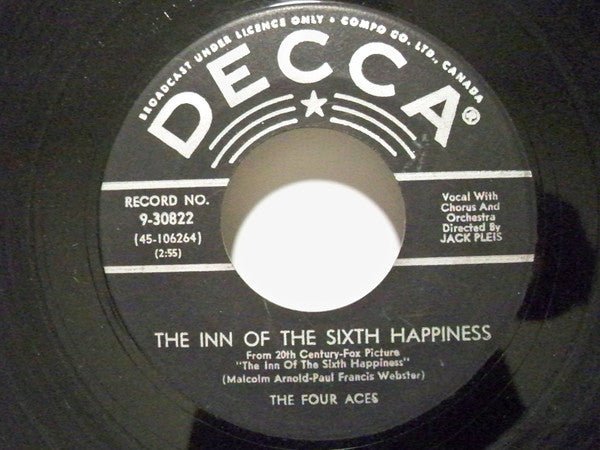 BROADCAST UNDER LICENCE ONLY • COMPO CO. LTD., CANADA
DECCA®
RECORD NO.
9-30822
(45-106264)
(2:55)
Vocal With
Chorus And
Orchestra
Directed By
JACK PLEIS
THE INN OF THE SIXTH HAPPINESS
From 20th Century-Fox Picture
"The Inn Of The Sixth Happiness"
(Malcolm Arnold-Paul Francis Webster)
THE FOUR ACES